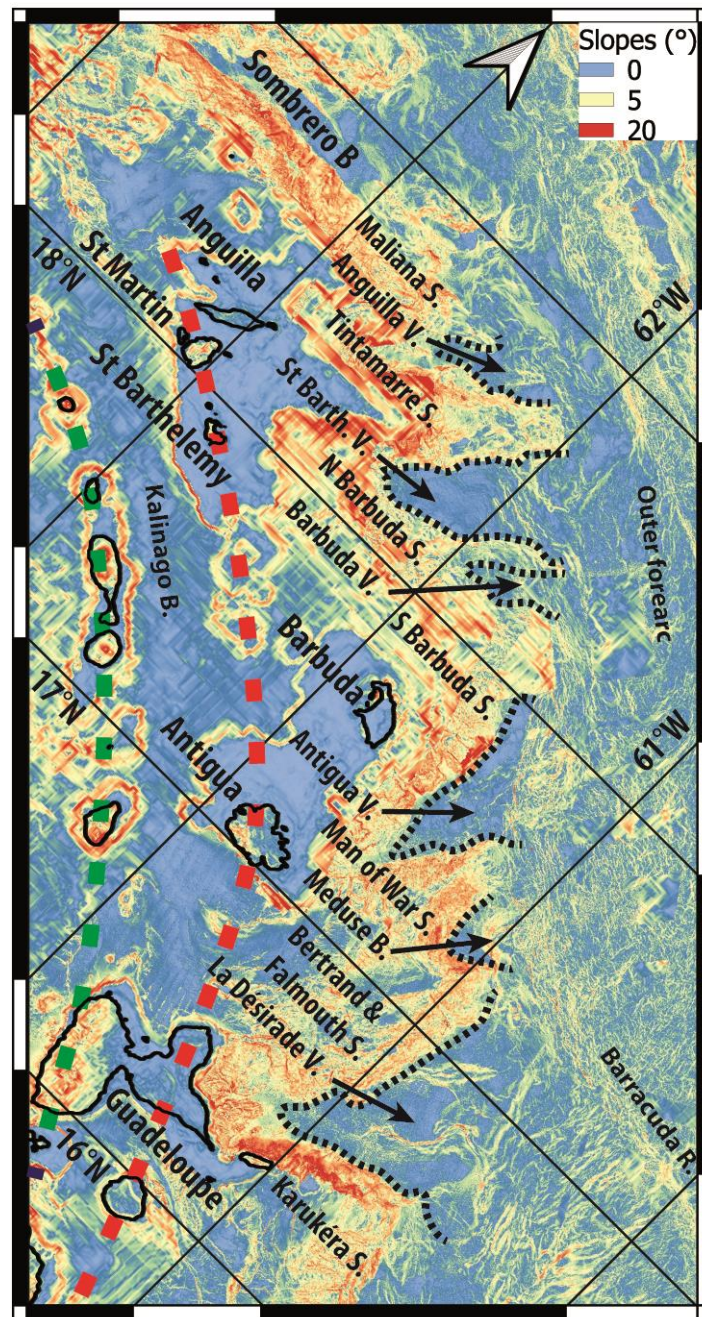 Slopes (°)
0
5
20
Sombrero B
Maliana S.
Anguilla
Anguilla V.
St Martin
18°N
62°W
Tintamarre S.
St Barthelemy
St Barth. V.
N Barbuda S.
Kalinago B.
Outer forearc
Barbuda V.
S Barbuda S.
Barbuda
17°N
61°W
Antigua
Antigua V.
Man of War S.
Meduse B.
Bertrand &
Falmouth S.
La Desirade V.
Barracuda R.
Guadeloupe
16°N
Karukéra S.